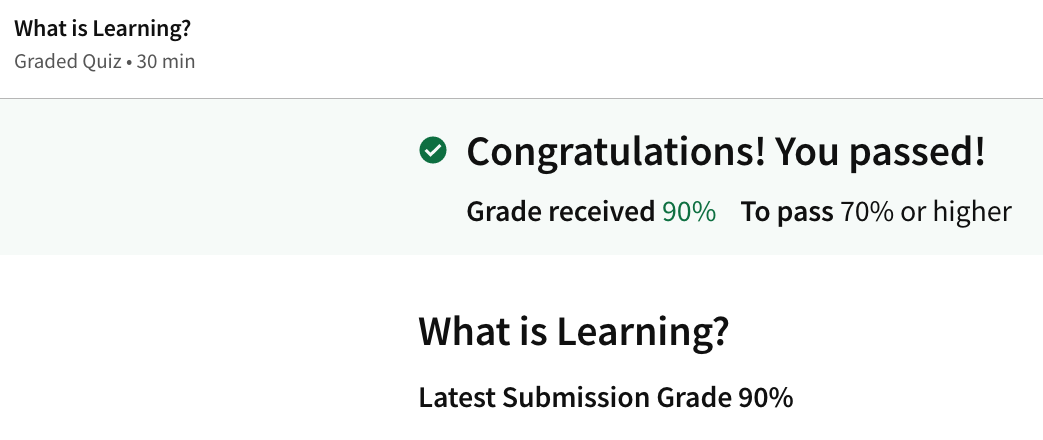 What is Learning?
Graded Quiz • 30 min
Congratulations! You passed!
Grade received 90% To pass 70% or higher
What is Learning?
Latest Submission Grade 90%